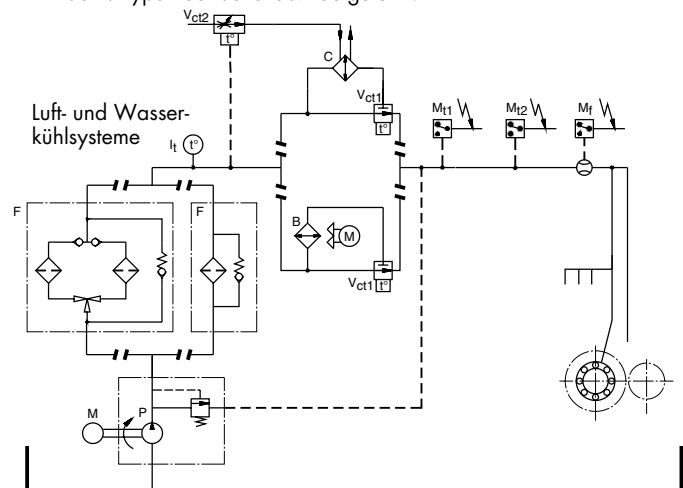 Vct2
t°
C
Vct1
t°
Mt1
Mt2
Mf
Luft- und Wasser-
kühlsysteme
It
t°
F
F
B
M
Vct1
t°
M
P